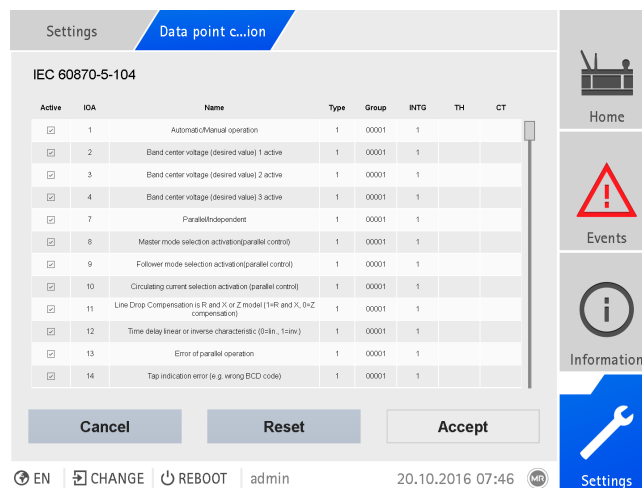 Settings
Data point c...ion
IEC 60870-5-104
Active IOA Name Type Group INTG TH CT
1 Automatic/Manual operation 1 00001 1
2 Band center voltage (desired value) 1 active 1 00001 1
3 Band center voltage (desired value) 2 active 1 00001 1
4 Band center voltage (desired value) 3 active 1 00001 1
7 Parallel/Independent 1 00001 1
8 Master mode selection activation(parallel control) 1 00001 1
9 Follower mode selection activation(parallel control) 1 00001 1
10 Circulating current selection activation (parallel control) 1 00001 1
11 Line Drop Compensation is R and X or Z model (1=R and X, 0=Z 1 00001 1
compensation)
12 Time delay linear or inverse characteristic (0=lin., 1=inv.) 1 00001 1
13 Error of parallel operation 1 00001 1
14 Tap indication error (e.g. wrong BCD code) 1 00001 1
Cancel Reset Accept
EN CHANGE REBOOT admin 20.10.2016 07:46 MR
Home
Events
Information
Settings